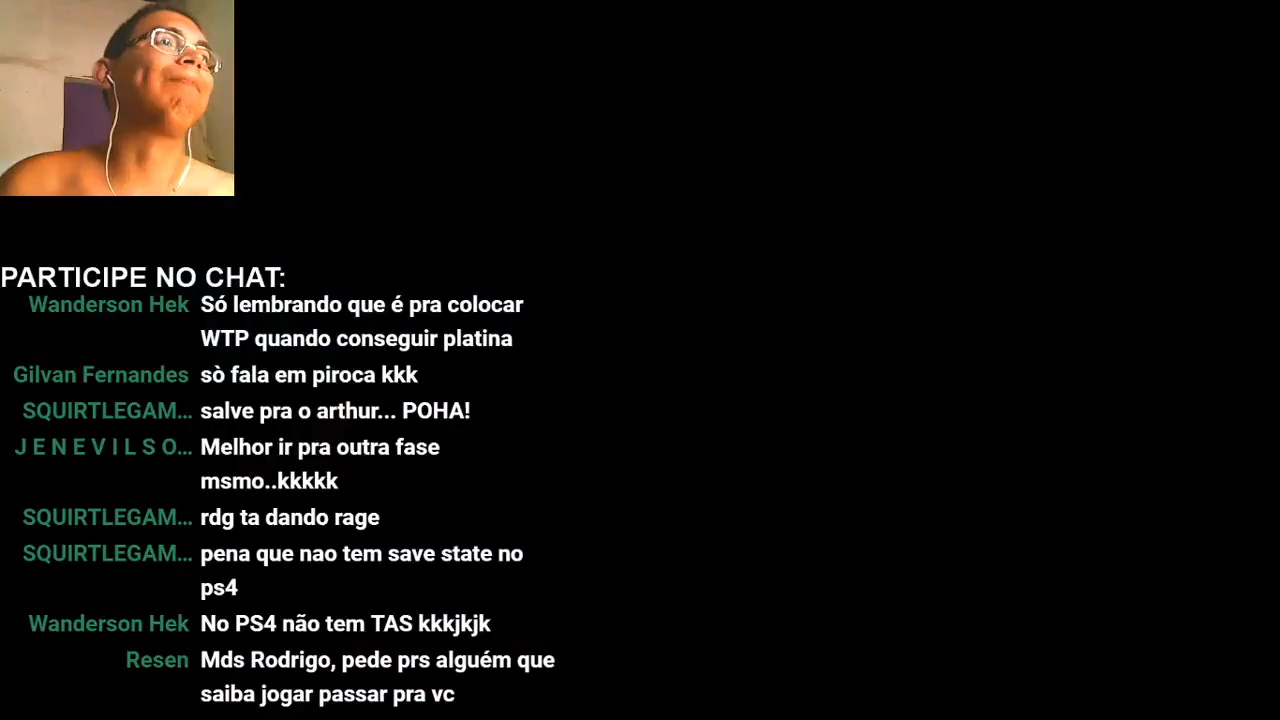 PARTICIPE NO CHAT:
Wanderson Hek Só lembrando que é pra colocar
WTP quando conseguir platina
Gilvan Fernandes sò fala em piroca kkk
SQUIRTLEGAM... salve pra o arthur... POHA!
J E N E V I L S O... Melhor ir pra outra fase
msmo..kkkkk
SQUIRTLEGAM... rdg ta dando rage
SQUIRTLEGAM... pena que nao tem save state no
ps4
Wanderson Hek No PS4 não tem TAS kkkjkjk
Resen Mds Rodrigo, pede prs alguém que
saiba jogar passar pra vc